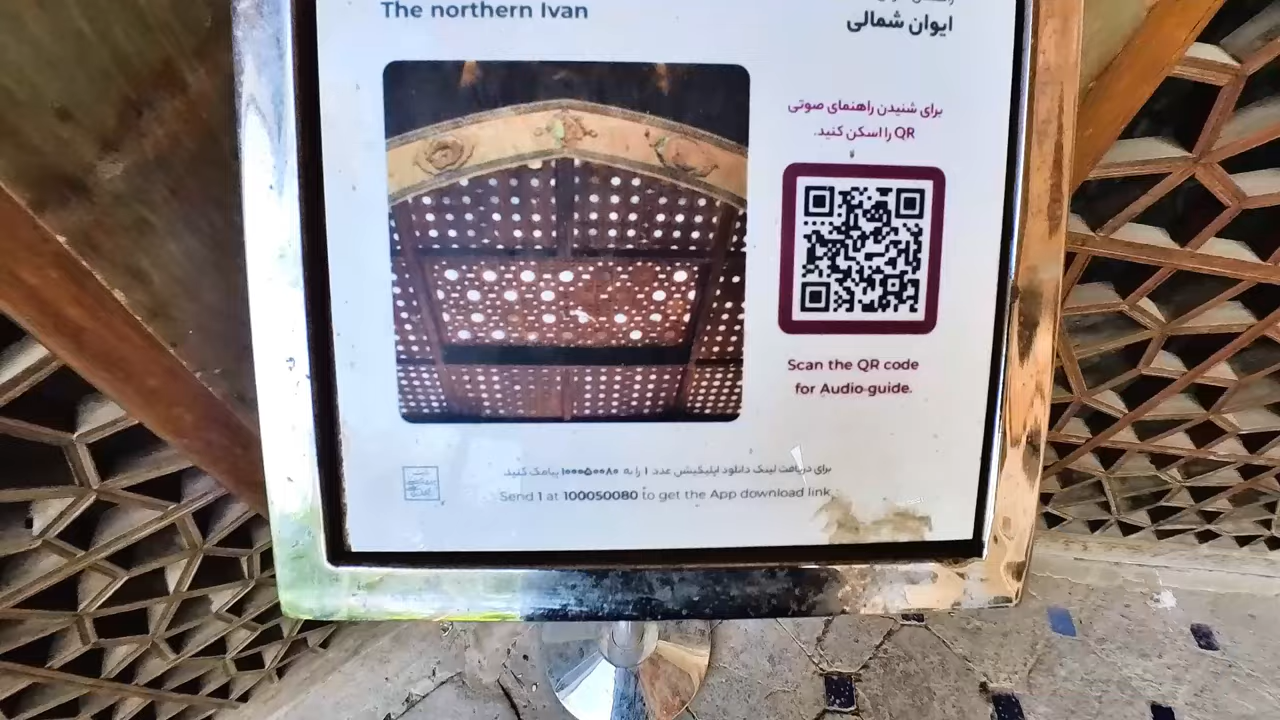 The northern Ivan
ایوان شمالی
برای شنیدن راهنمای صوتی
QR را اسکن کنید.
Scan the QR code
for Audio-guide.
برای دریافت لینک دانلود اپلیکیشن عدد ۱ را به ۱۰۰۰۵۰۰۸۰ پیامک کنید
Send 1 at 100050080 to get the App download link.